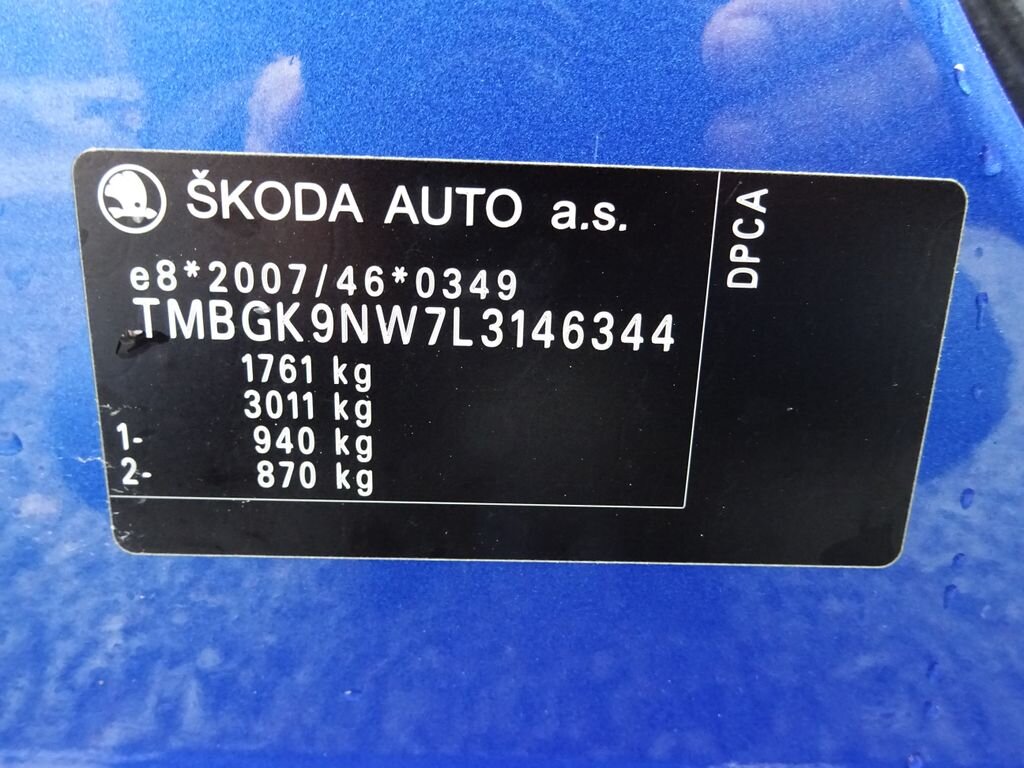 ŠKODA AUTO a.s.
e8*2007/46*0349
TMBGK9NW7L3146344
1761 kg
3011 kg
1- 940 kg
2- 870 kg
DPCA